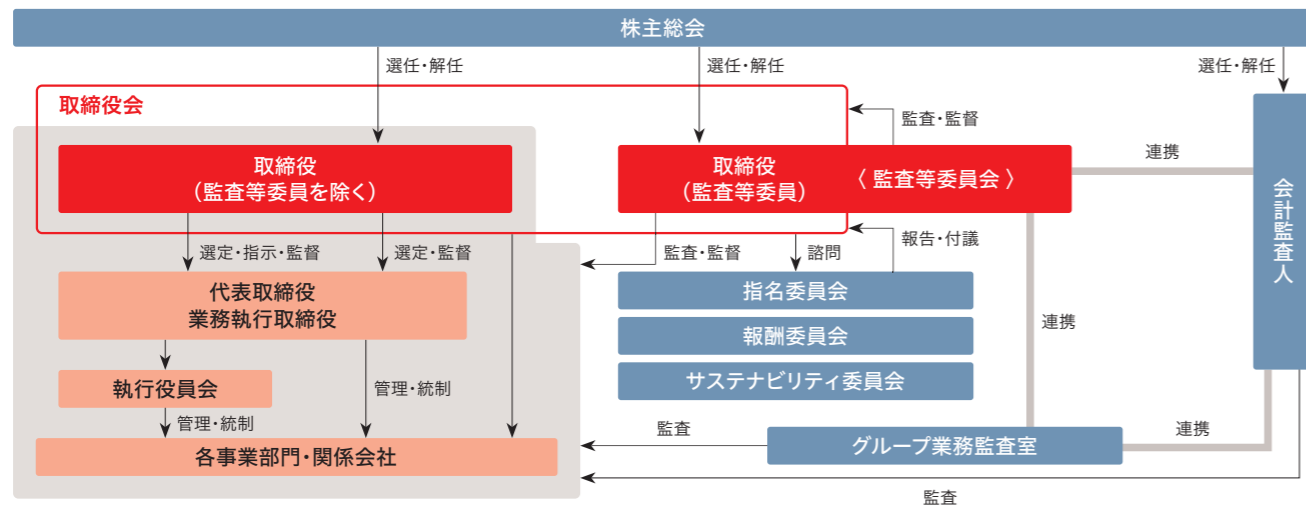 株主総会
選任・解任
選任・解任
選任・解任
取締役会
監査・監督
取締役
（監査等委員を除く）
取締役
（監査等委員）
〈 監査等委員会 〉
連携
会計監査人
選定・指示・監督
選定・監督
監査・監督
諮問
報告・付議
代表取締役
業務執行取締役
指名委員会
報酬委員会
サステナビリティ委員会
連携
執行役員会
管理・統制
管理・統制
各事業部門・関係会社
監査
グループ業務監査室
連携
監査